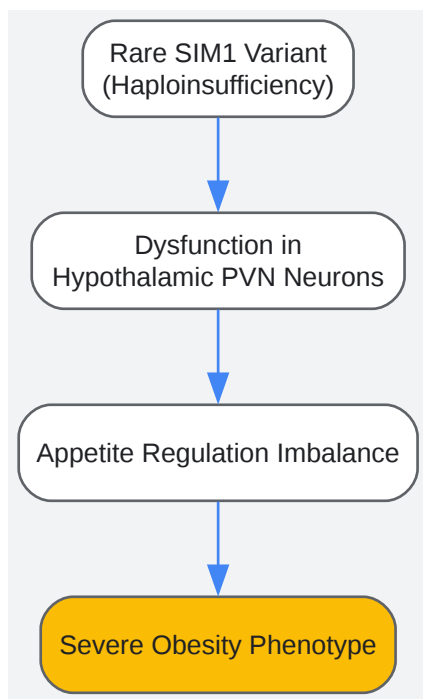 Rare SIM1 Variant
(Haploinsufficiency)
Dysfunction in
Hypothalamic PVN Neurons
Appetite Regulation Imbalance
Severe Obesity Phenotype